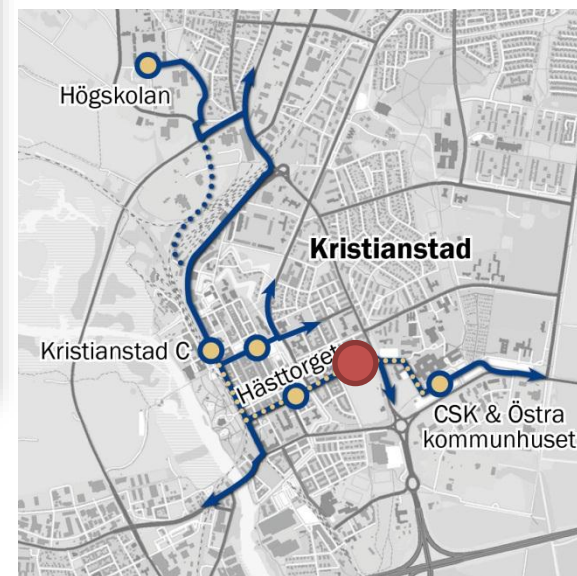 Högskolan
Kristianstad
Kristianstad C
Hästtorget
CSK & Östra
kommunhuset